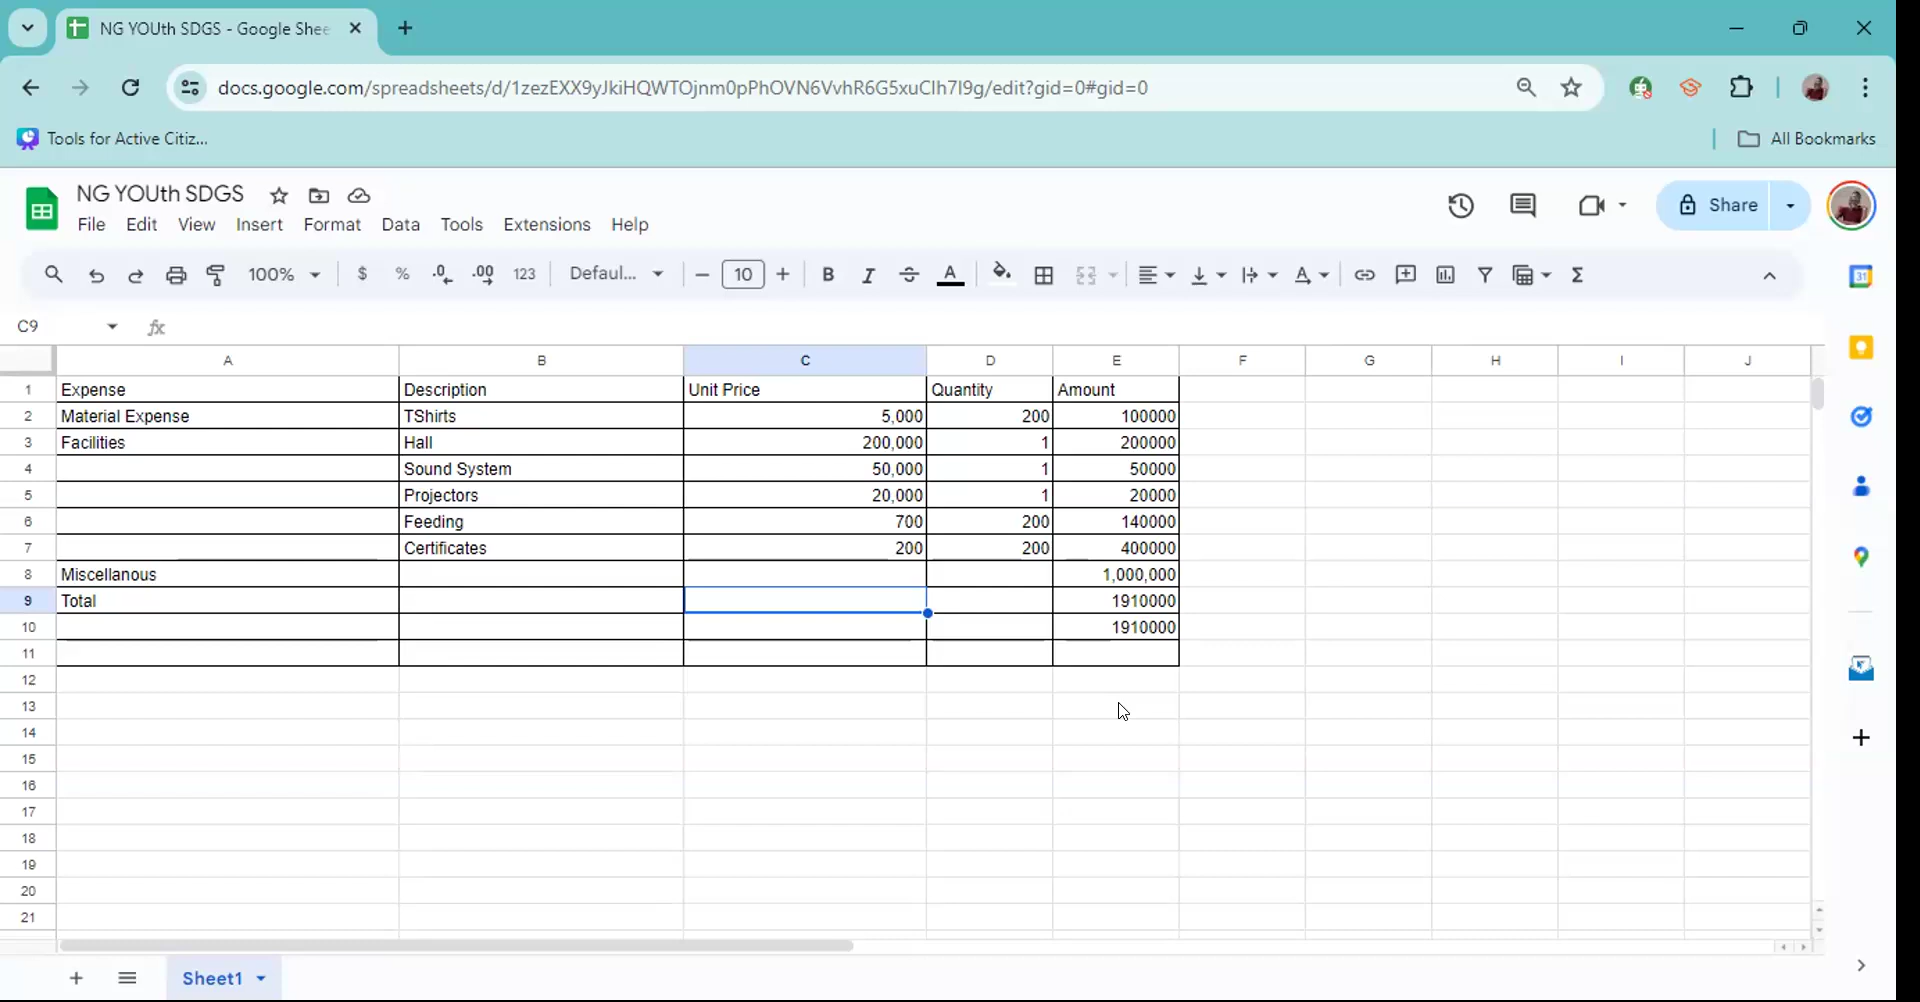 NG YOUth SDGS - Google Shee
docs.google.com/spreadsheets/d/1zezEXX9yJkiHQWTOjnm0pPhOVN6VvhR6G5xuClh7l9g/edit?gid=0#gid=0
Tools for Active Citiz...
All Bookmarks
NG YOUth SDGS
File Edit View Insert Format Data Tools Extensions Help
Share
100% $ % .0 .00 123 Defaul... 10 B I S A Σ
31
C9 fx
A B C D E F G H I J
1 Expense Description Unit Price Quantity Amount
2 Material Expense TShirts 5,000 200 100000
3 Facilities Hall 200,000 1 200000
4 Sound System 50,000 1 50000
5 Projectors 20,000 1 20000
6 Feeding 700 200 140000
7 Certificates 200 200 400000
8 Miscellanous 1,000,000
9 Total 1910000
10 1910000
11
12
13
14
15
16
17
18
19
20
21
Sheet1